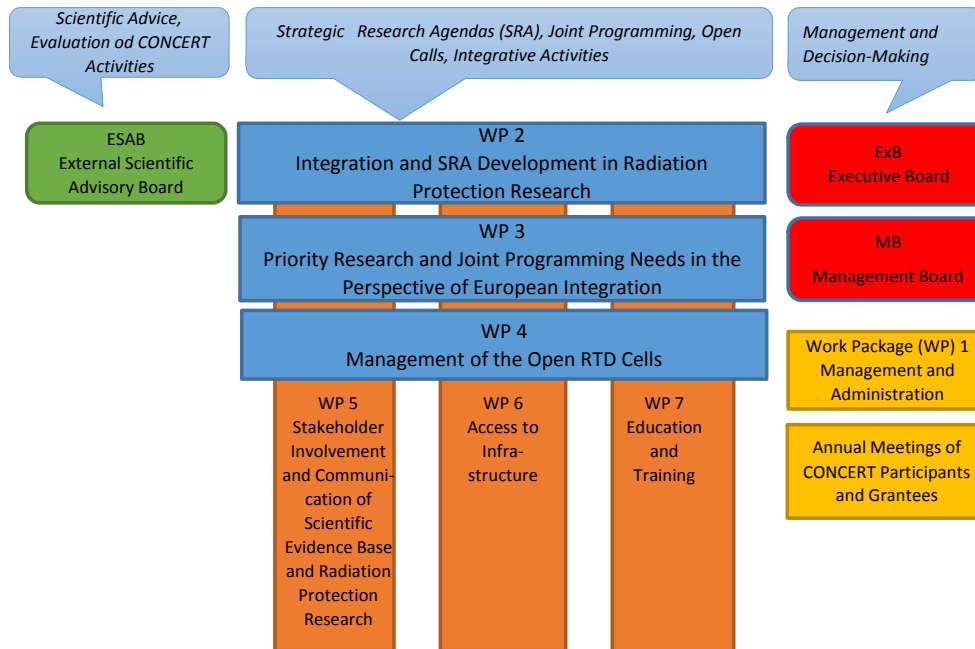 Scientific Advice,
Evaluation od CONCERT
Activities
Strategic Research Agendas (SRA), Joint Programming, Open
Calls, Integrative Activities
Management and
Decision-Making
ESAB
External Scientific
Advisory Board
WP 2
Integration and SRA Development in Radiation
Protection Research
WP 3
Priority Research and Joint Programming Needs in the
Perspective of European Integration
WP 4
Management of the Open RTD Cells
WP 5
Stakeholder
Involvement
and Communi-
cation of
Scientific
Evidence Base
and Radiation
Protection
Research
WP 6
Access to
Infra-
structure
WP 7
Education
and
Training
ExB
Executive Board
MB
Management Board
Work Package (WP) 1
Management and
Administration
Annual Meetings of
CONCERT Participants
and Grantees